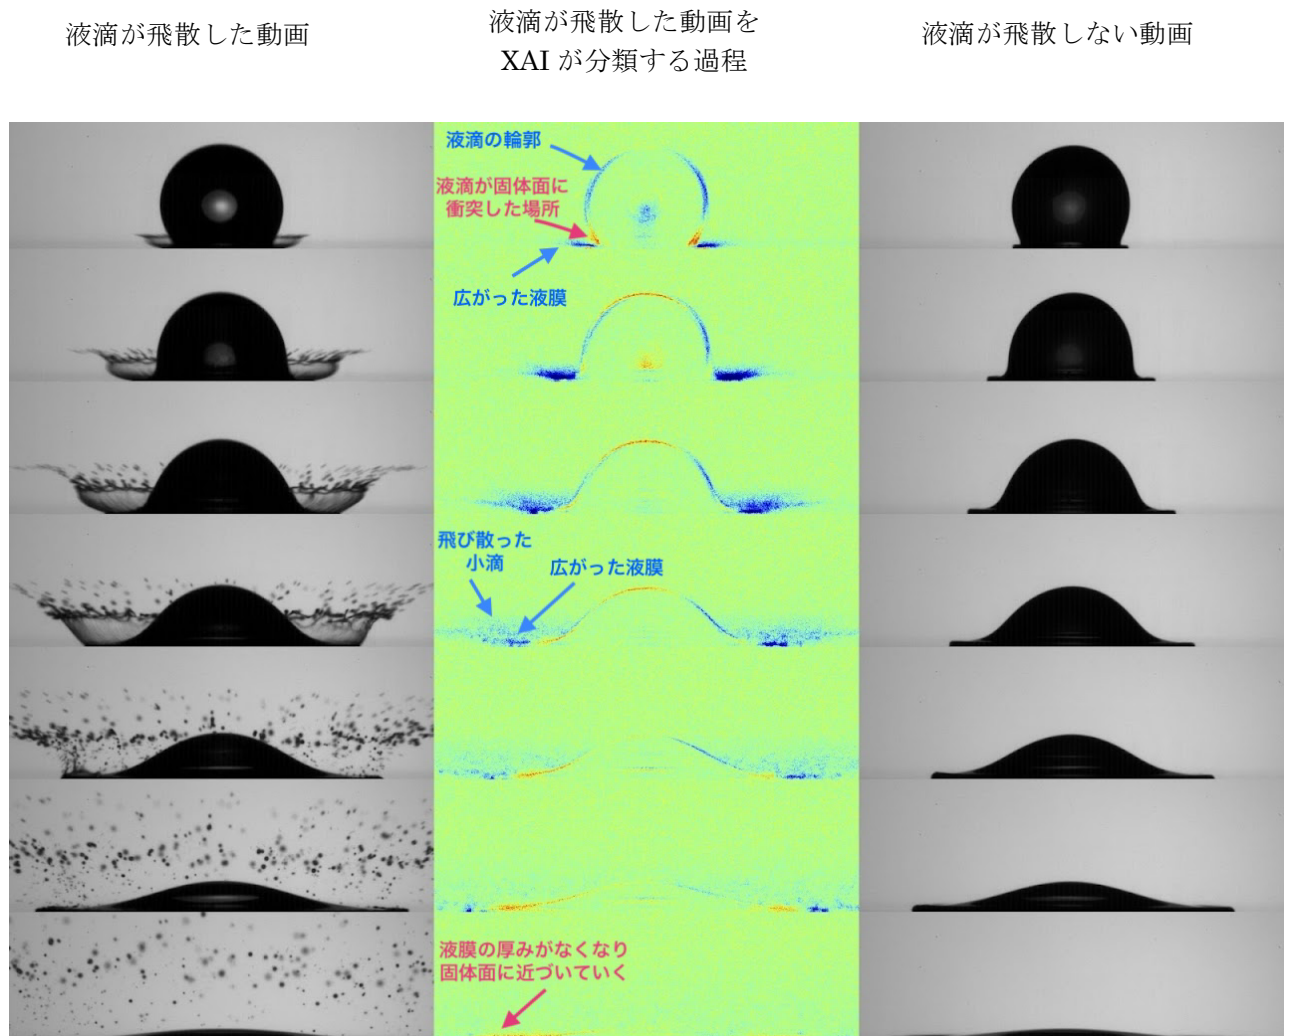 液滴が飛散した動画
液滴が飛散した動画を
XAI が分類する過程
液滴が飛散しない動画
液滴の輪郭
液滴が固体面に
衝突した場所
広がった液膜
飛び散った
小滴
広がった液膜
液膜の厚みがなくなり
固体面に近づいていく